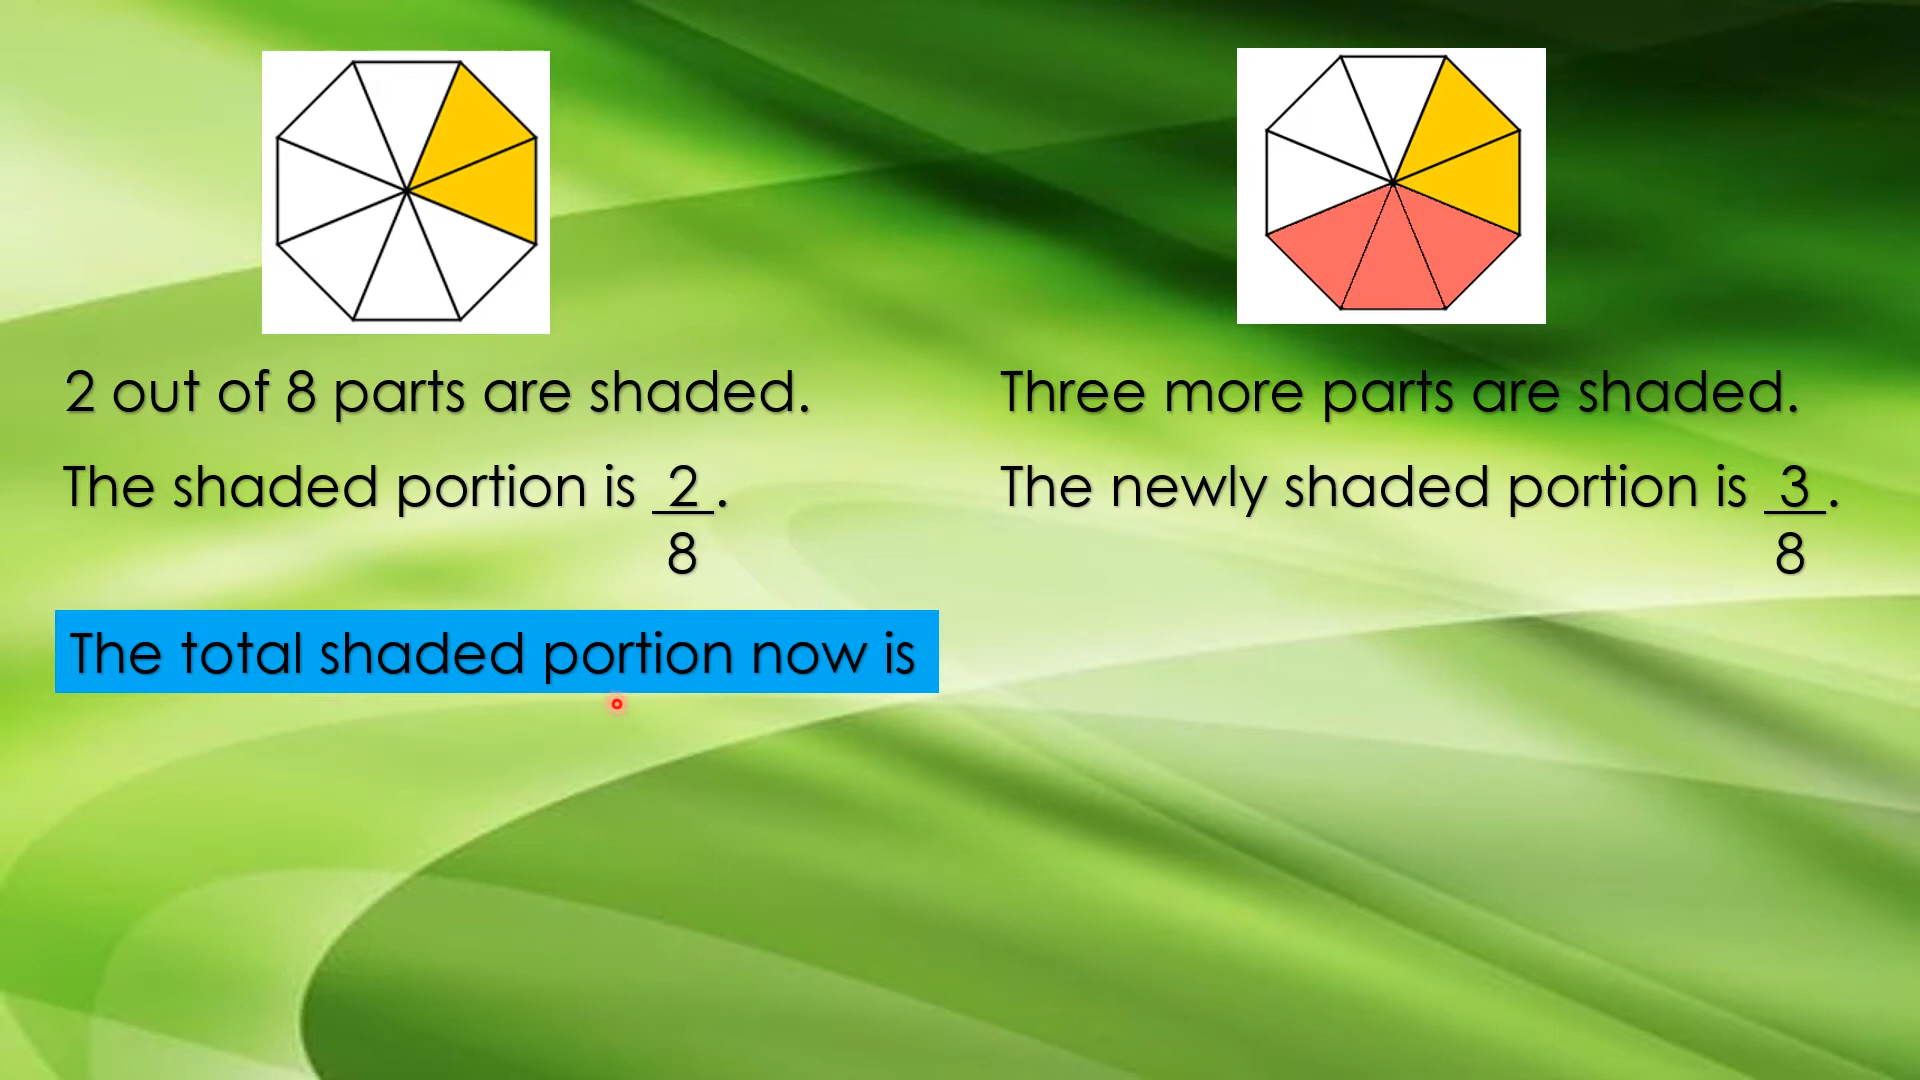 2 out of 8 parts are shaded.
The shaded portion is 2.
8
Three more parts are shaded.
The newly shaded portion is 3.
8
The total shaded portion now is